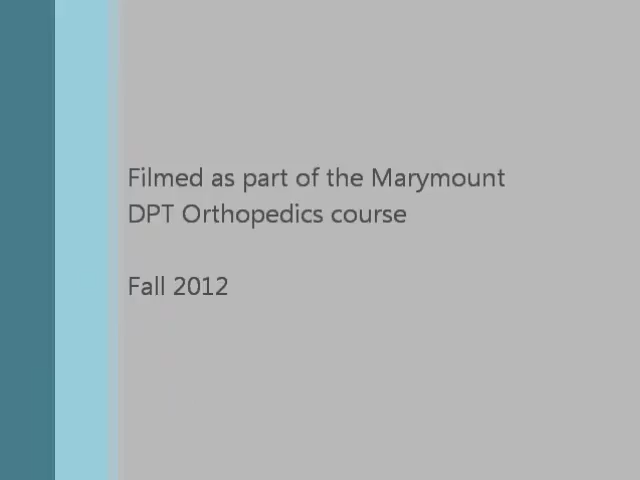 Filmed as part of the Marymount
DPT Orthopedics course
Fall 2012